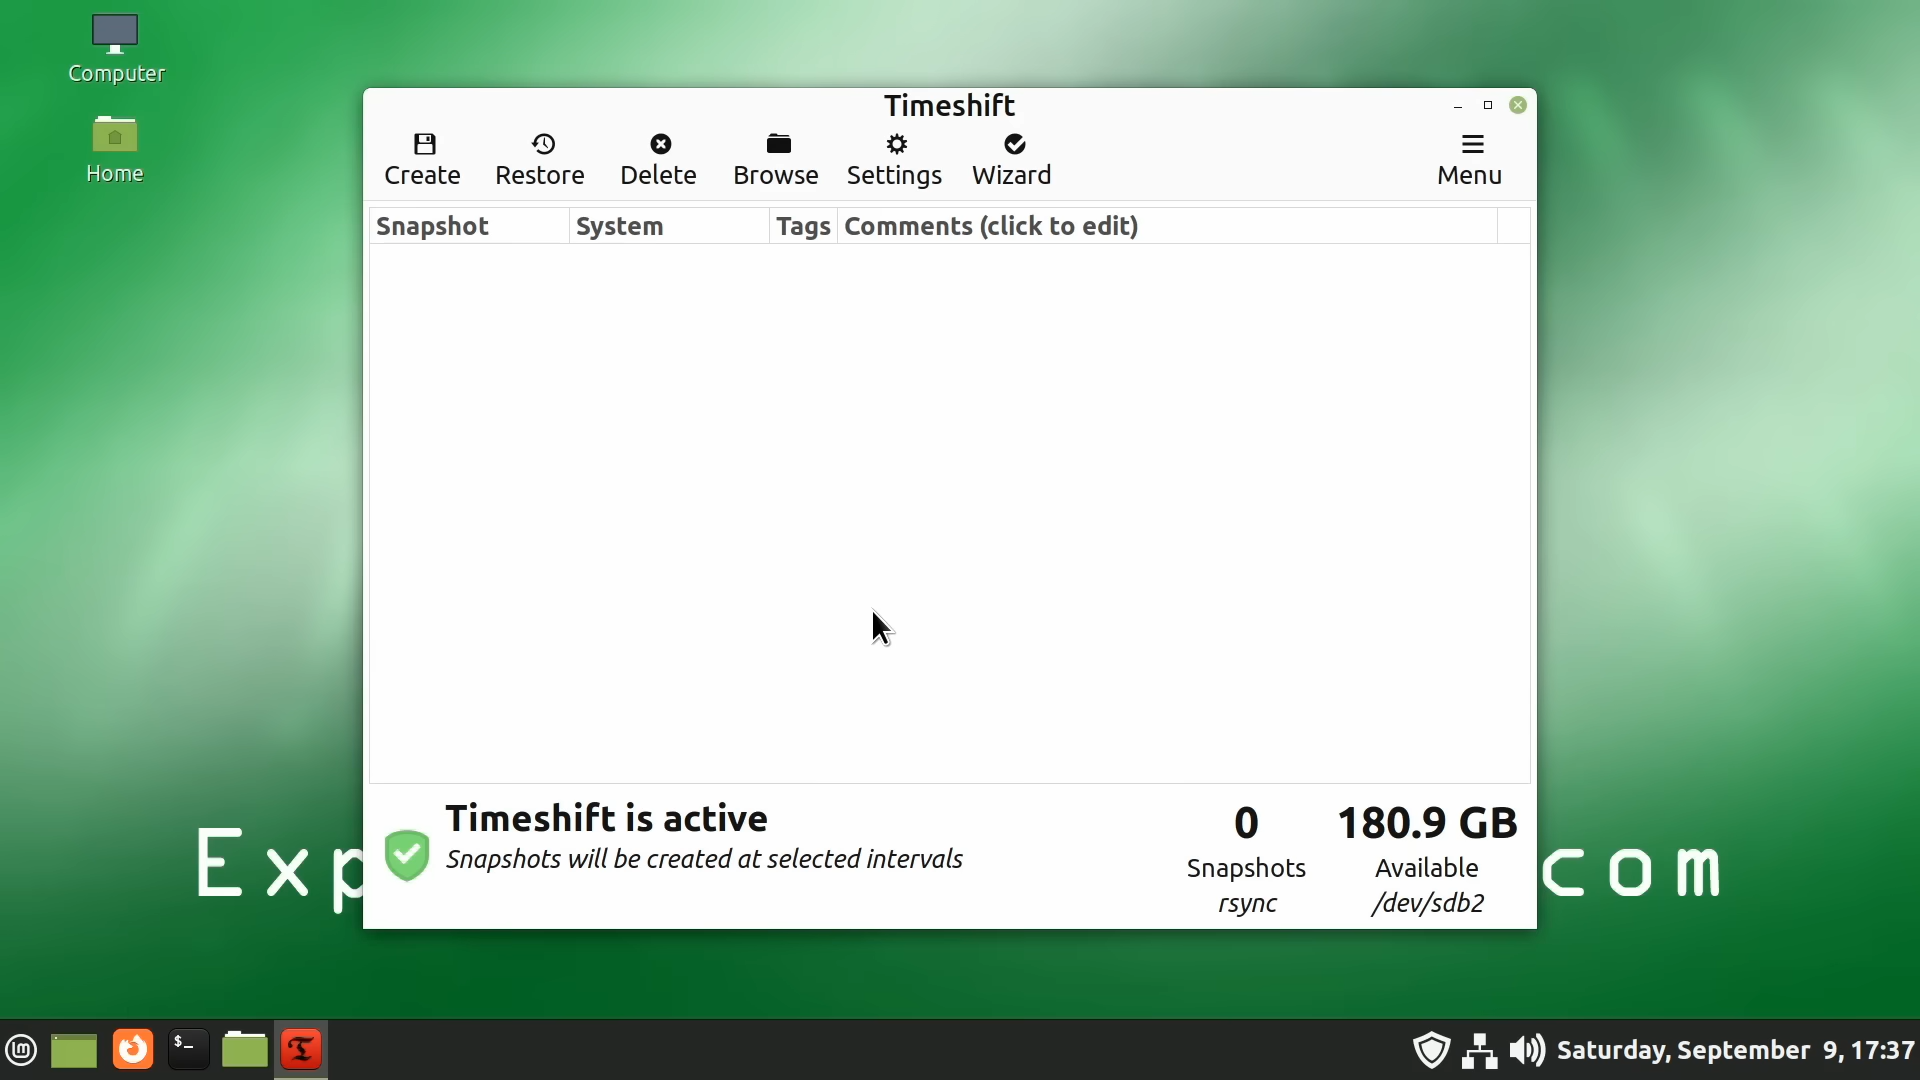 Computer
Home
Timeshift
Create Restore Delete Browse Settings Wizard Menu
Snapshot System Tags Comments (click to edit)
Timeshift is active
Snapshots will be created at selected intervals
0
Snapshots
rsync
180.9 GB
Available
/dev/sdb2
Exp com
$_
Saturday, September 9, 17:37